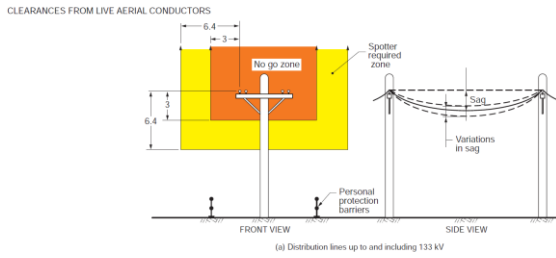 CLEARANCES FROM LIVE AERIAL CONDUCTORS
6.4
3
No go zone
Spotter
required
zone
3
6.4
Sag
Variations
in sag
Personal
protection
barriers
FRONT VIEW
SIDE VIEW
(a) Distribution lines up to and including 133 kV